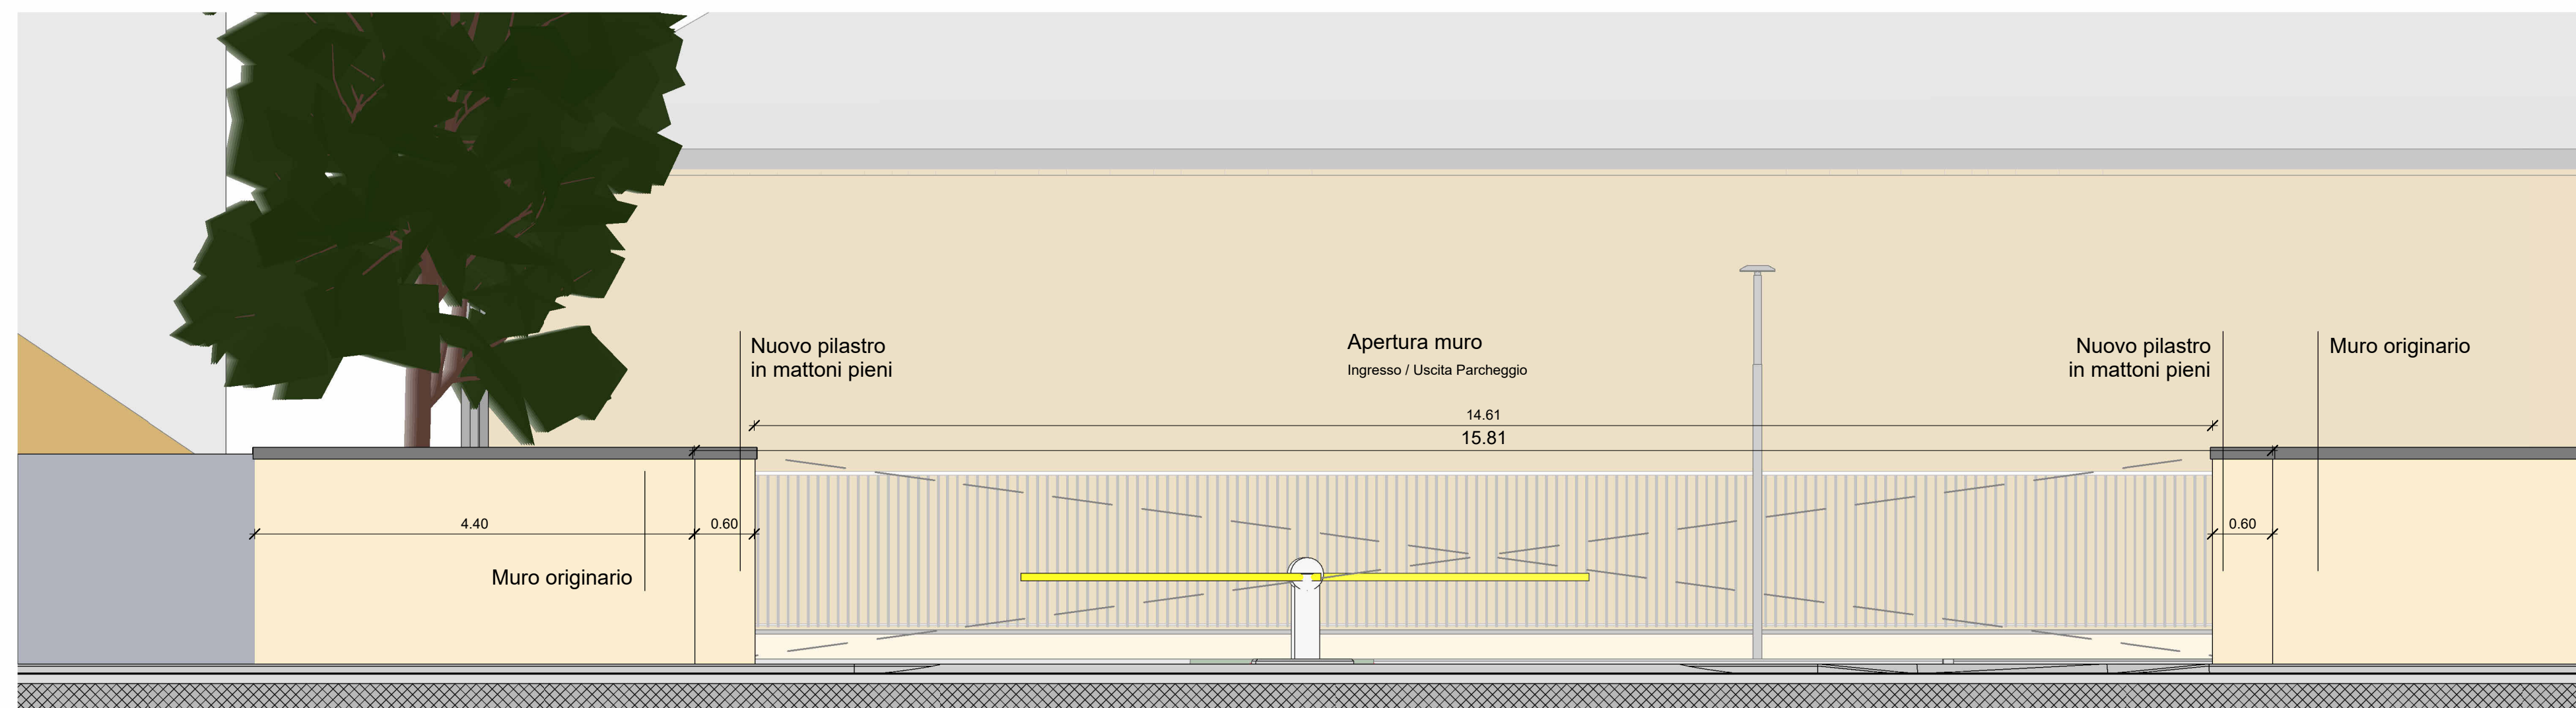 Nuovo pilastro
in mattoni pieni
Apertura muro
Ingresso / Uscita Parcheggio
Nuovo pilastro
in mattoni pieni
Muro originario
14.61
15.81
4.40
0.60
0.60
Muro originario